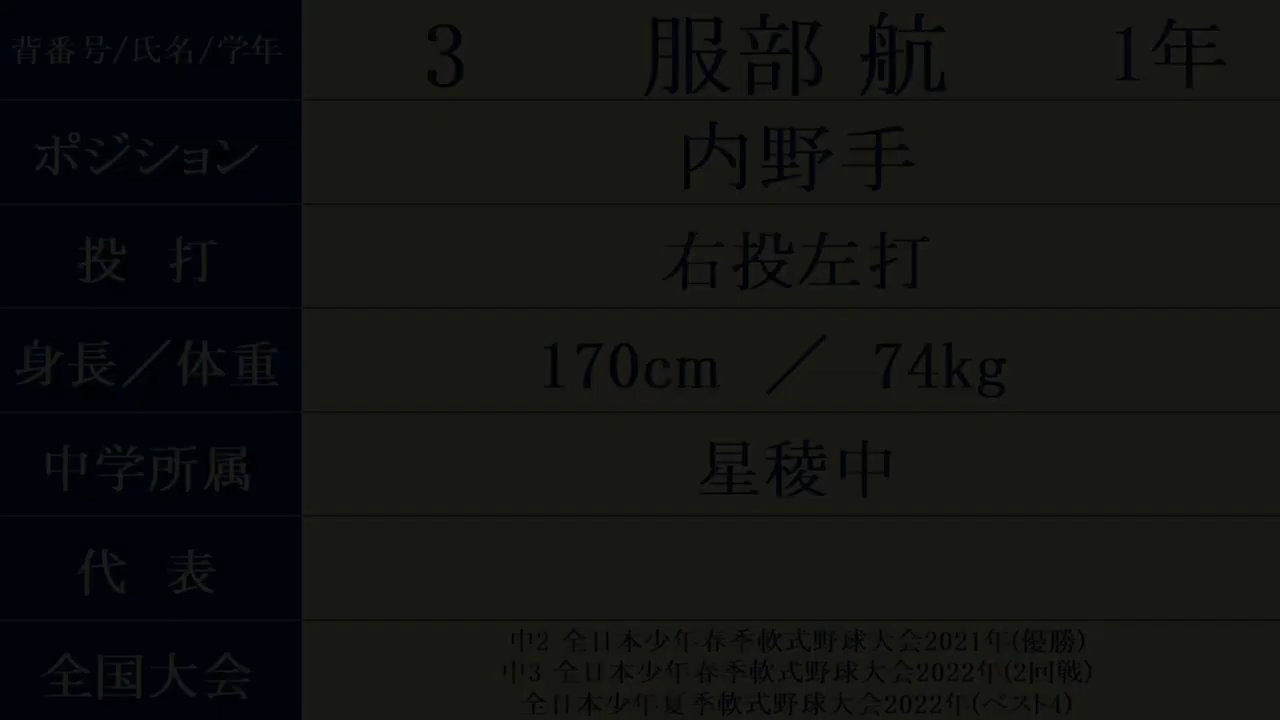 背番号/氏名/学年 3 服部 航 1年
ポジション 内野手
投 打 右投左打
身長／体重 170cm ／ 74kg
中学所属 星稜中
代 表
全国大会 中2 全日本少年春季軟式野球大会2021年(優勝)
中3 全日本少年春季軟式野球大会2022年(2回戦)
全日本少年夏季軟式野球大会2022年(ベスト4)